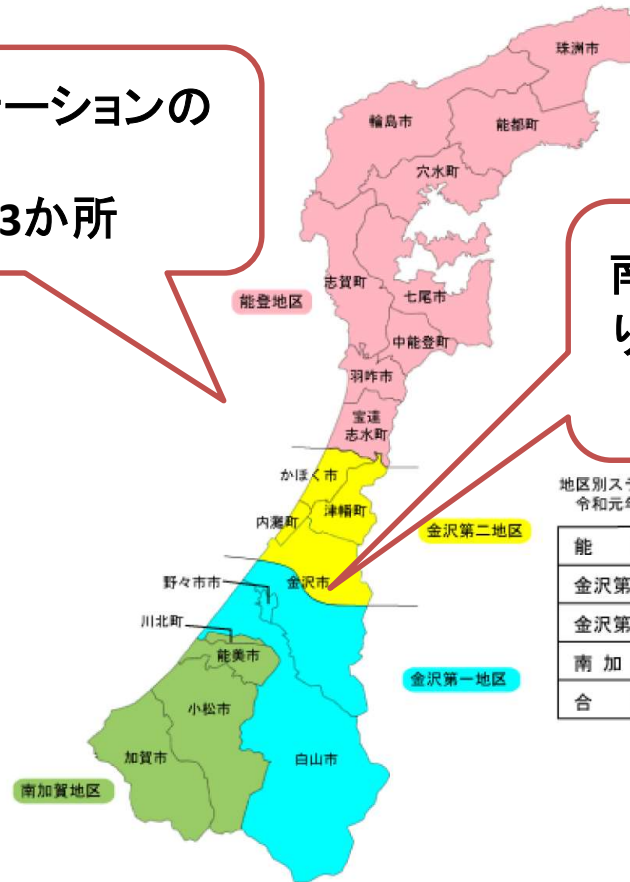 ーションの
3か所
珠洲市
輪島市
能都町
穴水町
志賀町
七尾市
能登地区
中能登町
羽咋市
宝達
志水町
南
り
かほく市
津幡町
内灘町
金沢第二地区
地区別ステ
令和元年
野々市市
金沢市
川北町
能美市
金沢第一地区
小松市
白山市
加賀市
南加賀地区
能
金沢第
金沢第
南 加
合